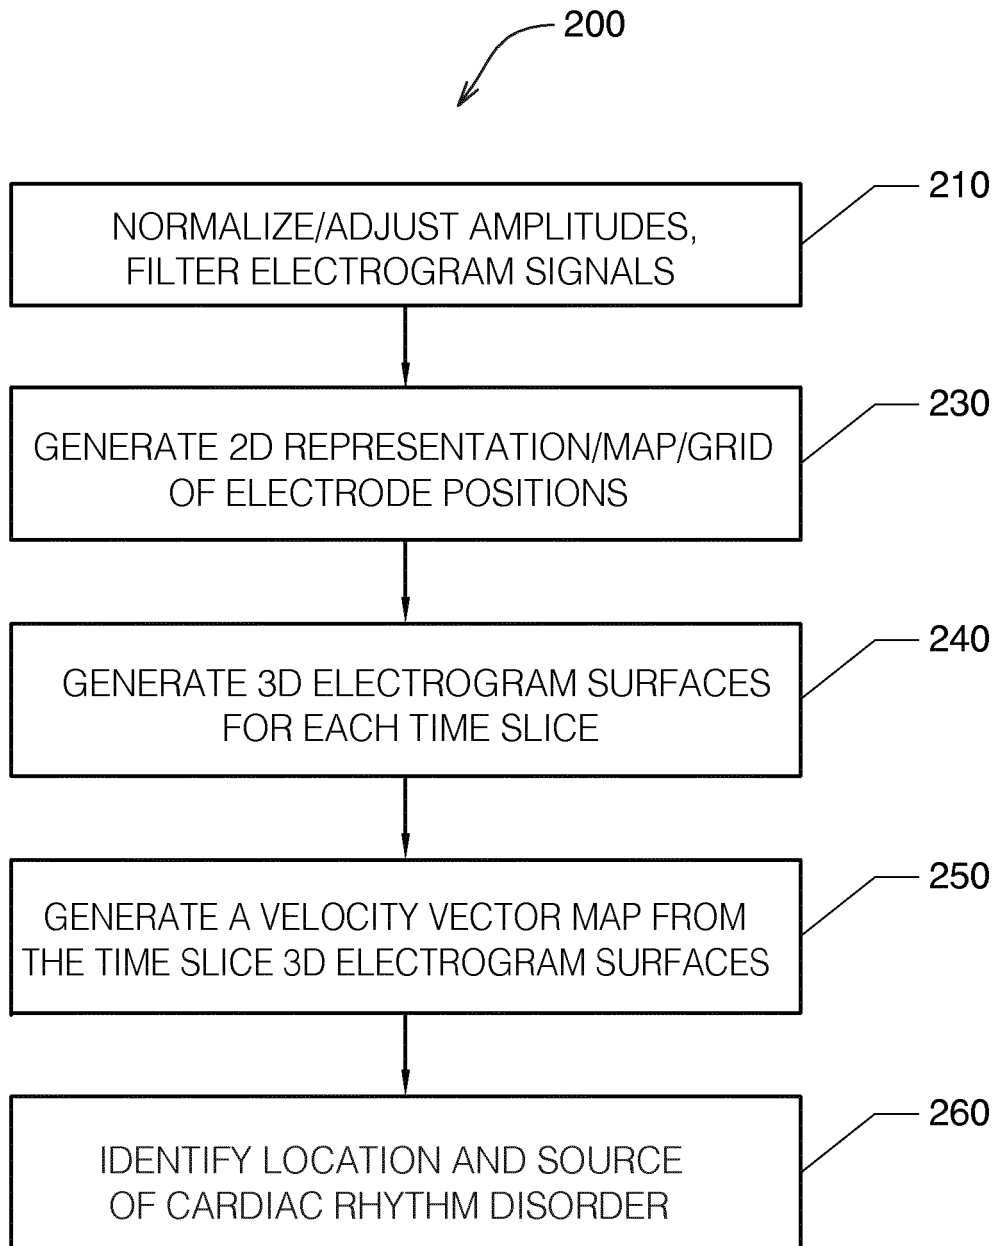 200
210
NORMALIZE/ADJUST AMPLITUDES,
FILTER ELECTROGRAM SIGNALS
230
GENERATE 2D REPRESENTATION/MAP/GRID
OF ELECTRODE POSITIONS
240
GENERATE 3D ELECTROGRAM SURFACES
FOR EACH TIME SLICE
250
GENERATE A VELOCITY VECTOR MAP FROM
THE TIME SLICE 3D ELECTROGRAM SURFACES
260
IDENTIFY LOCATION AND SOURCE
OF CARDIAC RHYTHM DISORDER